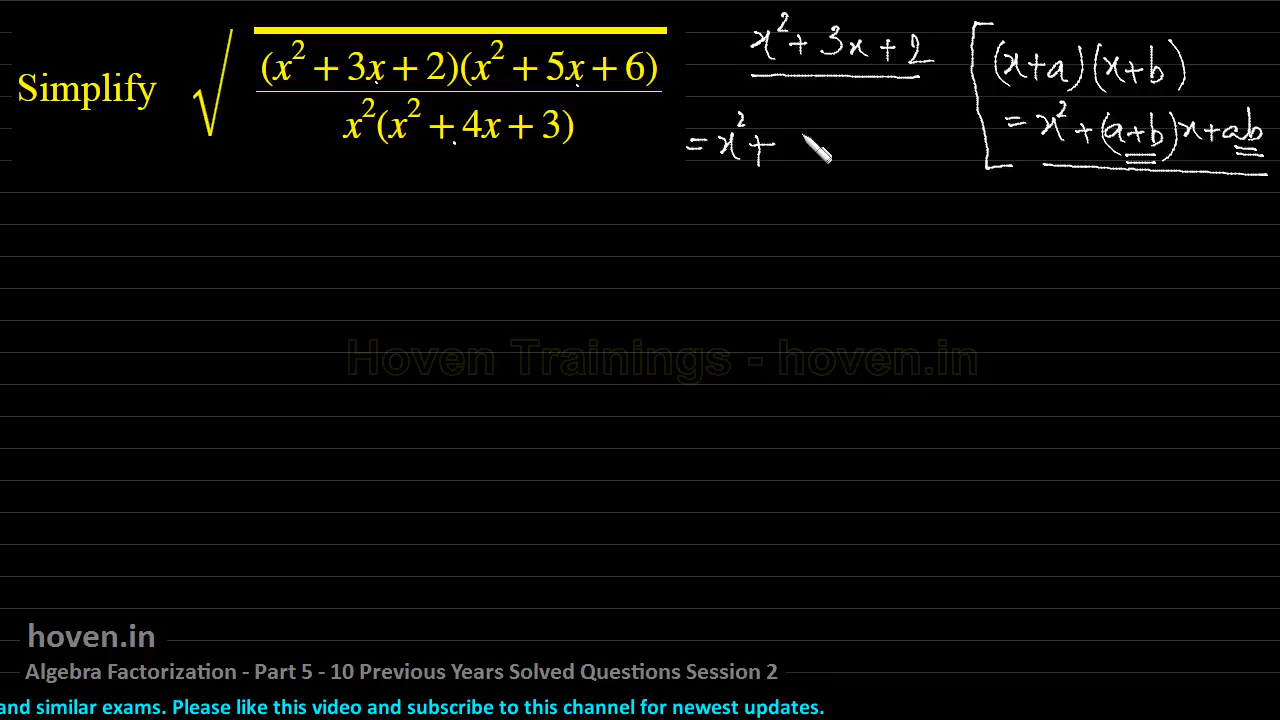 Simplify √((x² + 3x + 2)(x² + 5x + 6) / x²(x² + 4x + 3))
x² + 3x + 2
= x² +
(x+a)(x+b)
= x² + (a+b)x + ab
Hoven Trainings - hoven.in
hoven.in
Algebra Factorization - Part 5 - 10 Previous Years Solved Questions Session 2
and similar exams. Please like this video and subscribe to this channel for newest updates.